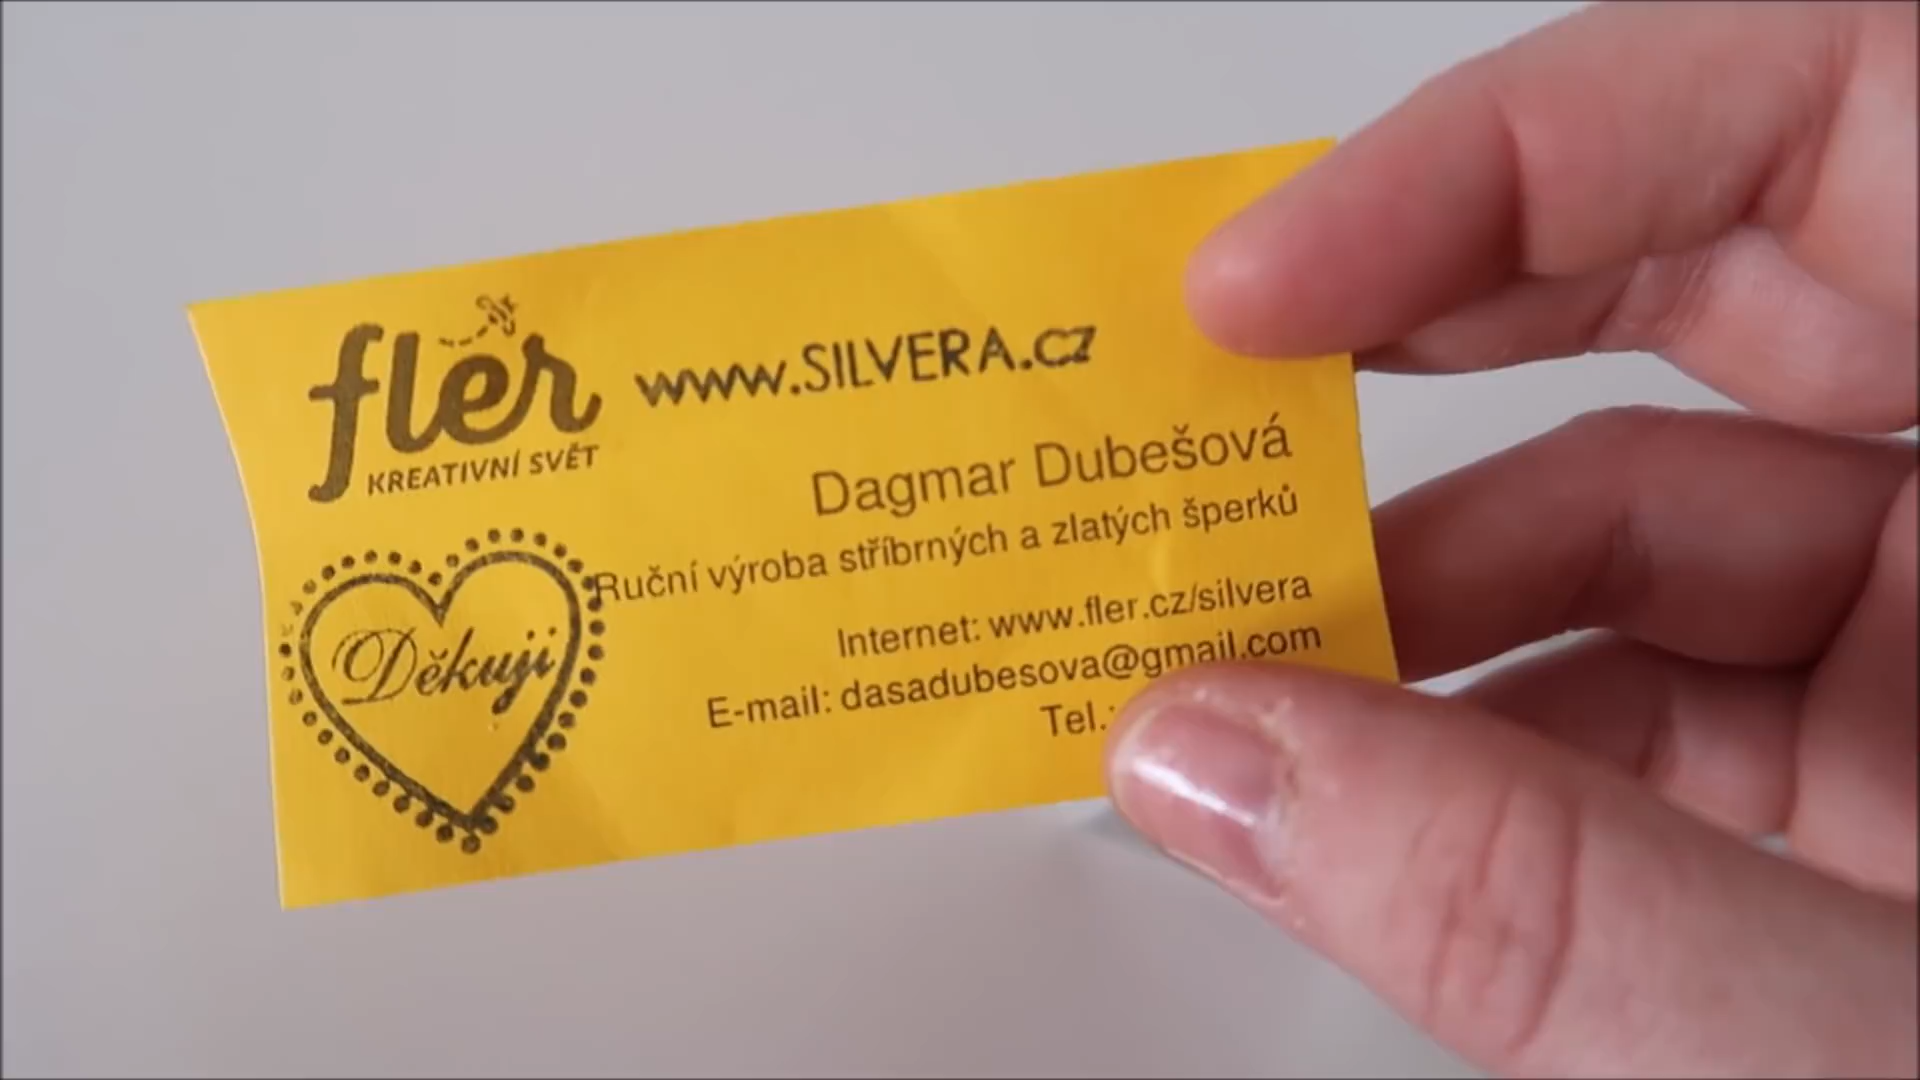 fler
KREATIVNÍ SVĚT
www.SILVERA.cz
Dagmar Dubešová
Ruční výroba stříbrných a zlatých šperků
Internet: www.fler.cz/silvera
E-mail: dasadubesova@gmail.com
Tel.:
Děkuji